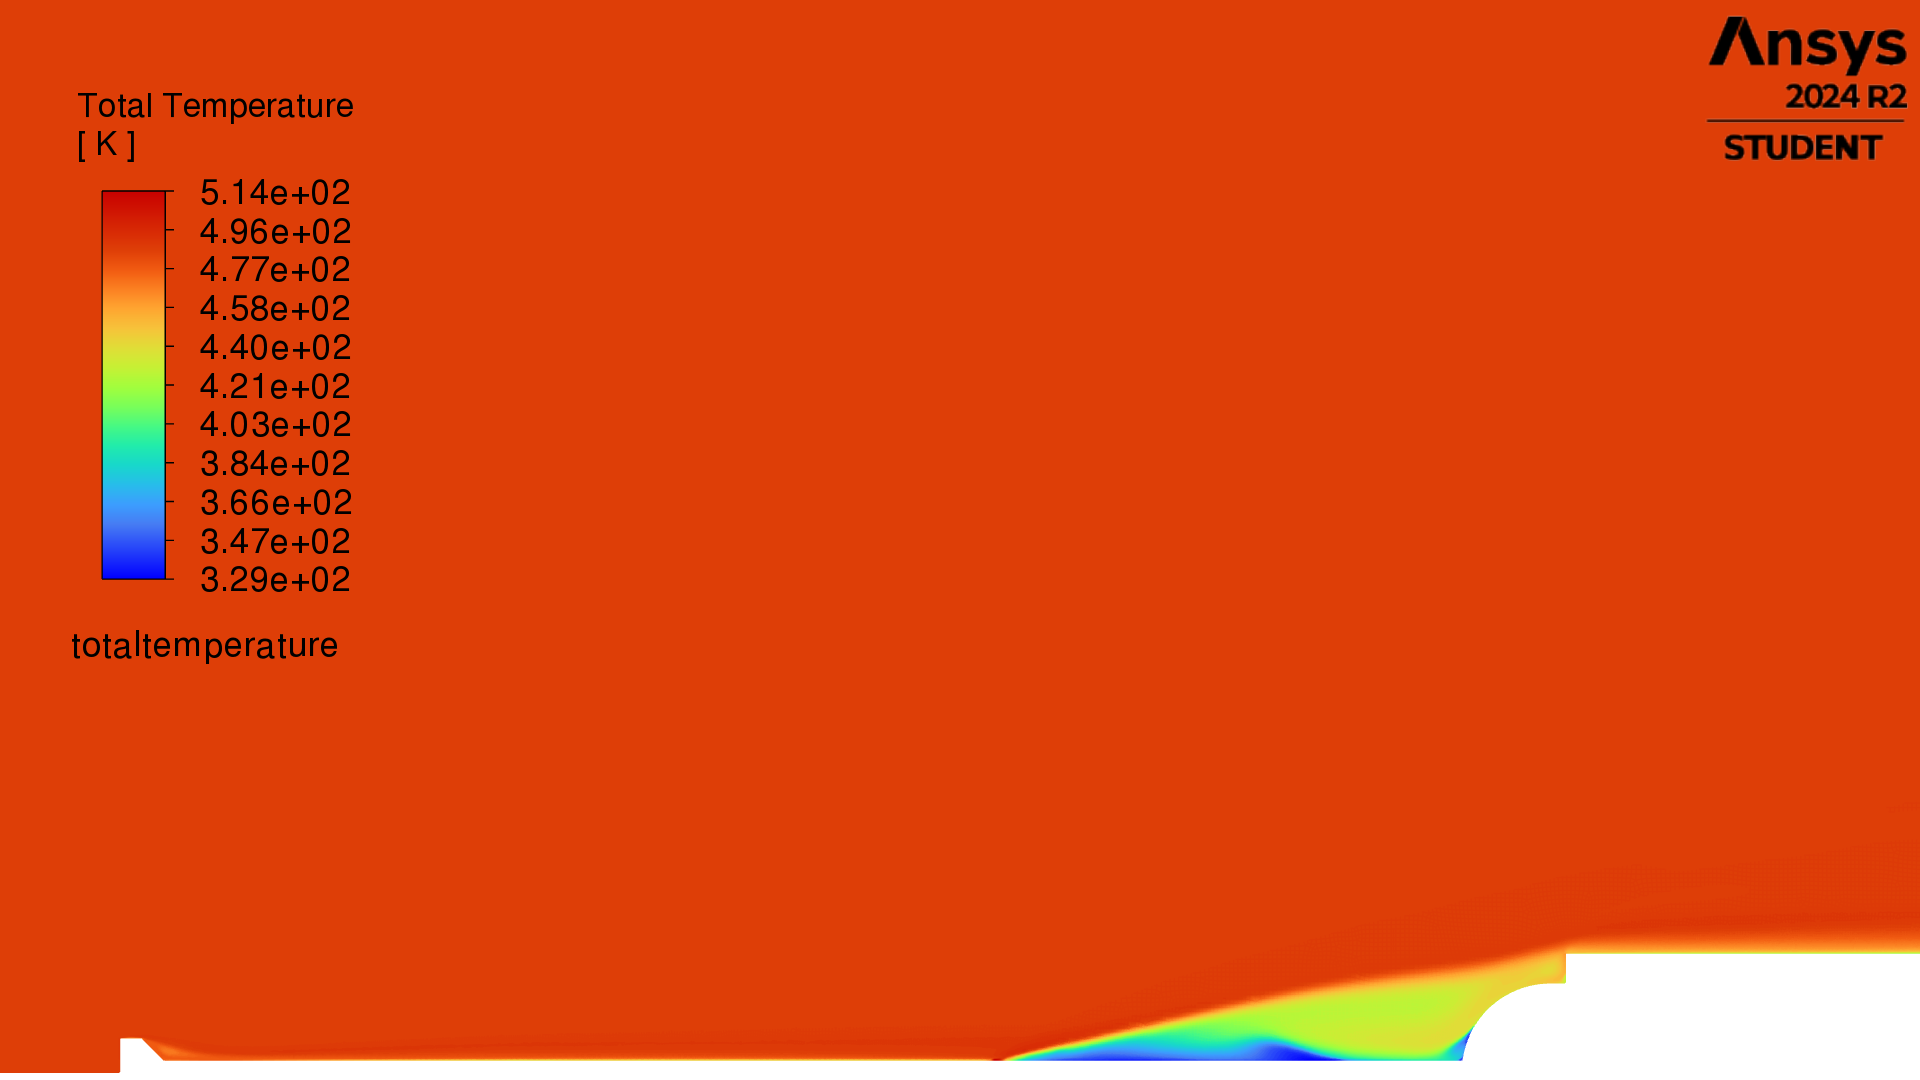 Ansys
2024 R2
STUDENT
Total Temperature
[ K ]
5.14e+02
4.96e+02
4.77e+02
4.58e+02
4.40e+02
4.21e+02
4.03e+02
3.84e+02
3.66e+02
3.47e+02
3.29e+02
totaltemperature